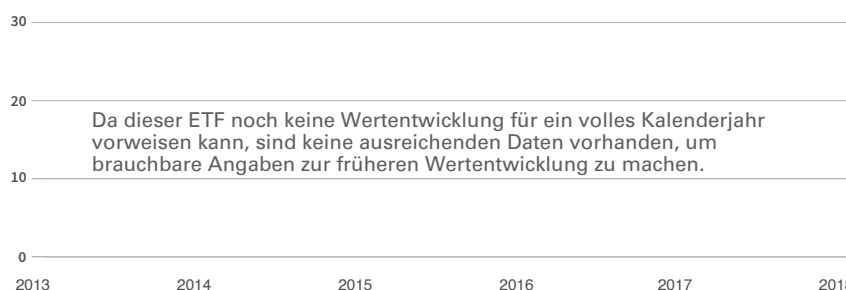 30
20
Da dieser ETF noch keine Wertentwicklung für ein volles Kalenderjahr
vorweisen kann, sind keine ausreichenden Daten vorhanden, um
brauchbare Angaben zur früheren Wertentwicklung zu machen.
10
0
2013 2014 2015 2016 2017 2018